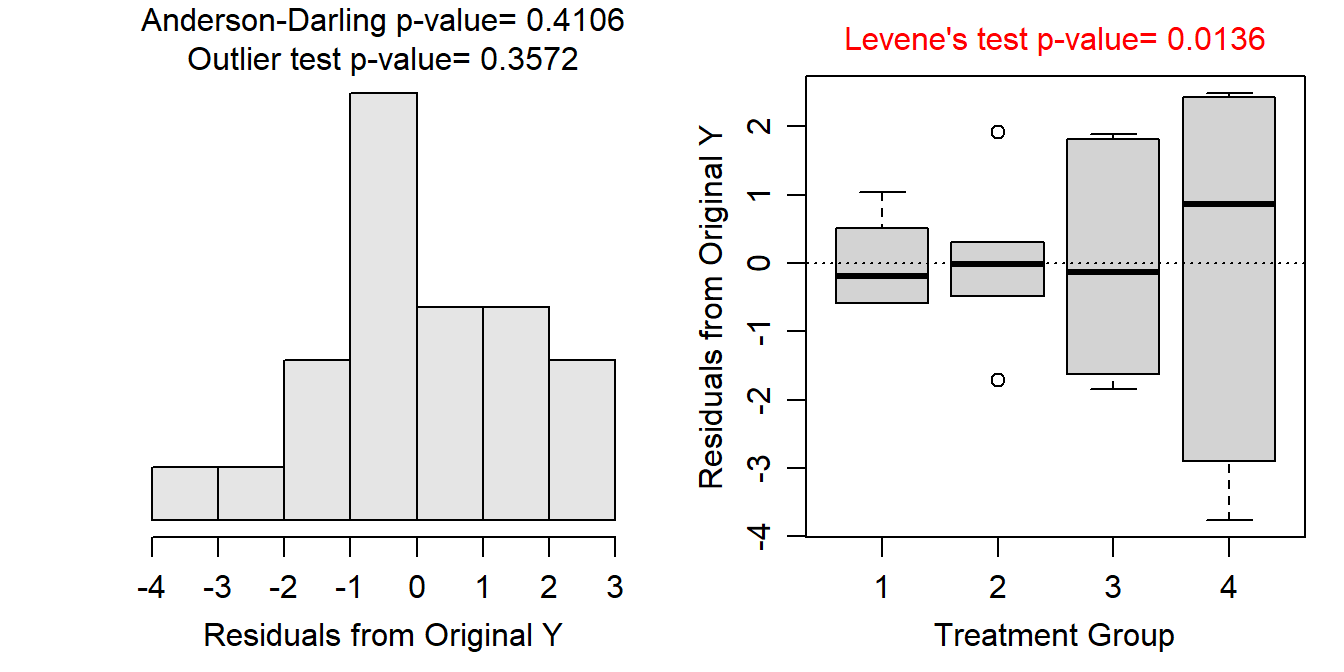 Anderson-Darling p-value= 0.4106
Outlier test p-value= 0.3572
-4 -3 -2 -1 0 1 2 3
Residuals from Original Y
Levene's test p-value= 0.0136
Residuals from Original Y
2
1
0
-1
-2
-3
-4
1 2 3 4
Treatment Group